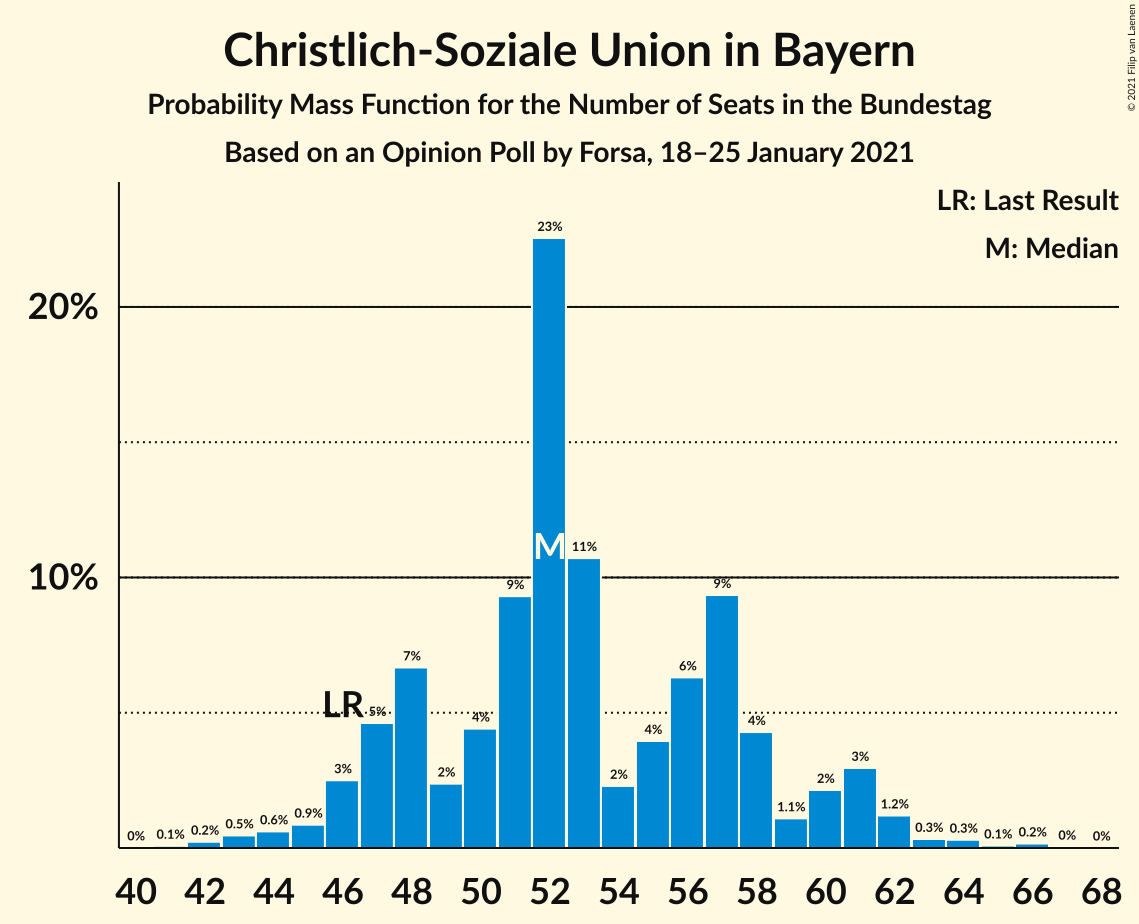 © 2021 Filip van Laenen
Christlich-Soziale Union in Bayern
Probability Mass Function for the Number of Seats in the Bundestag
Based on an Opinion Poll by Forsa, 18–25 January 2021
LR: Last Result
M: Median
20%
10%
LR
M
0% 0.1% 0.2% 0.5% 0.6% 0.9% 3% 5% 7% 2% 4% 9% 23% 11% 2% 4% 6% 9% 4% 1.1% 2% 3% 1.2% 0.3% 0.3% 0.1% 0.2% 0% 0%
40 42 44 46 48 50 52 54 56 58 60 62 64 66 68